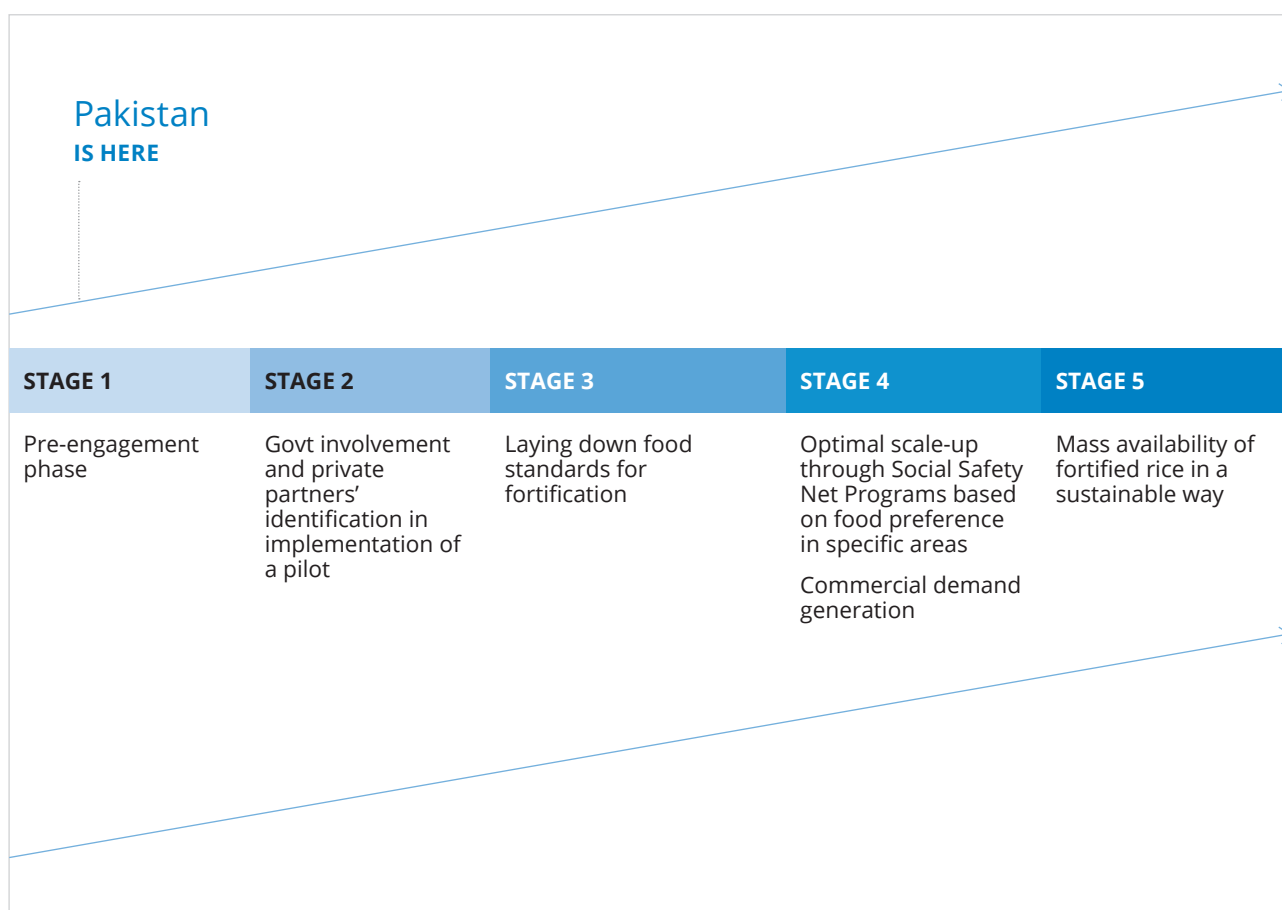 Pakistan
IS HERE
STAGE 1
STAGE 2
STAGE 3
STAGE 4
STAGE 5
Pre-engagement
phase
Govt involvement
and private
partners’
identification in
implementation of
a pilot
Laying down food
standards for
fortification
Optimal scale-up
through Social Safety
Net Programs based
on food preference
in specific areas
Commercial demand
generation
Mass availability of
fortified rice in a
sustainable way